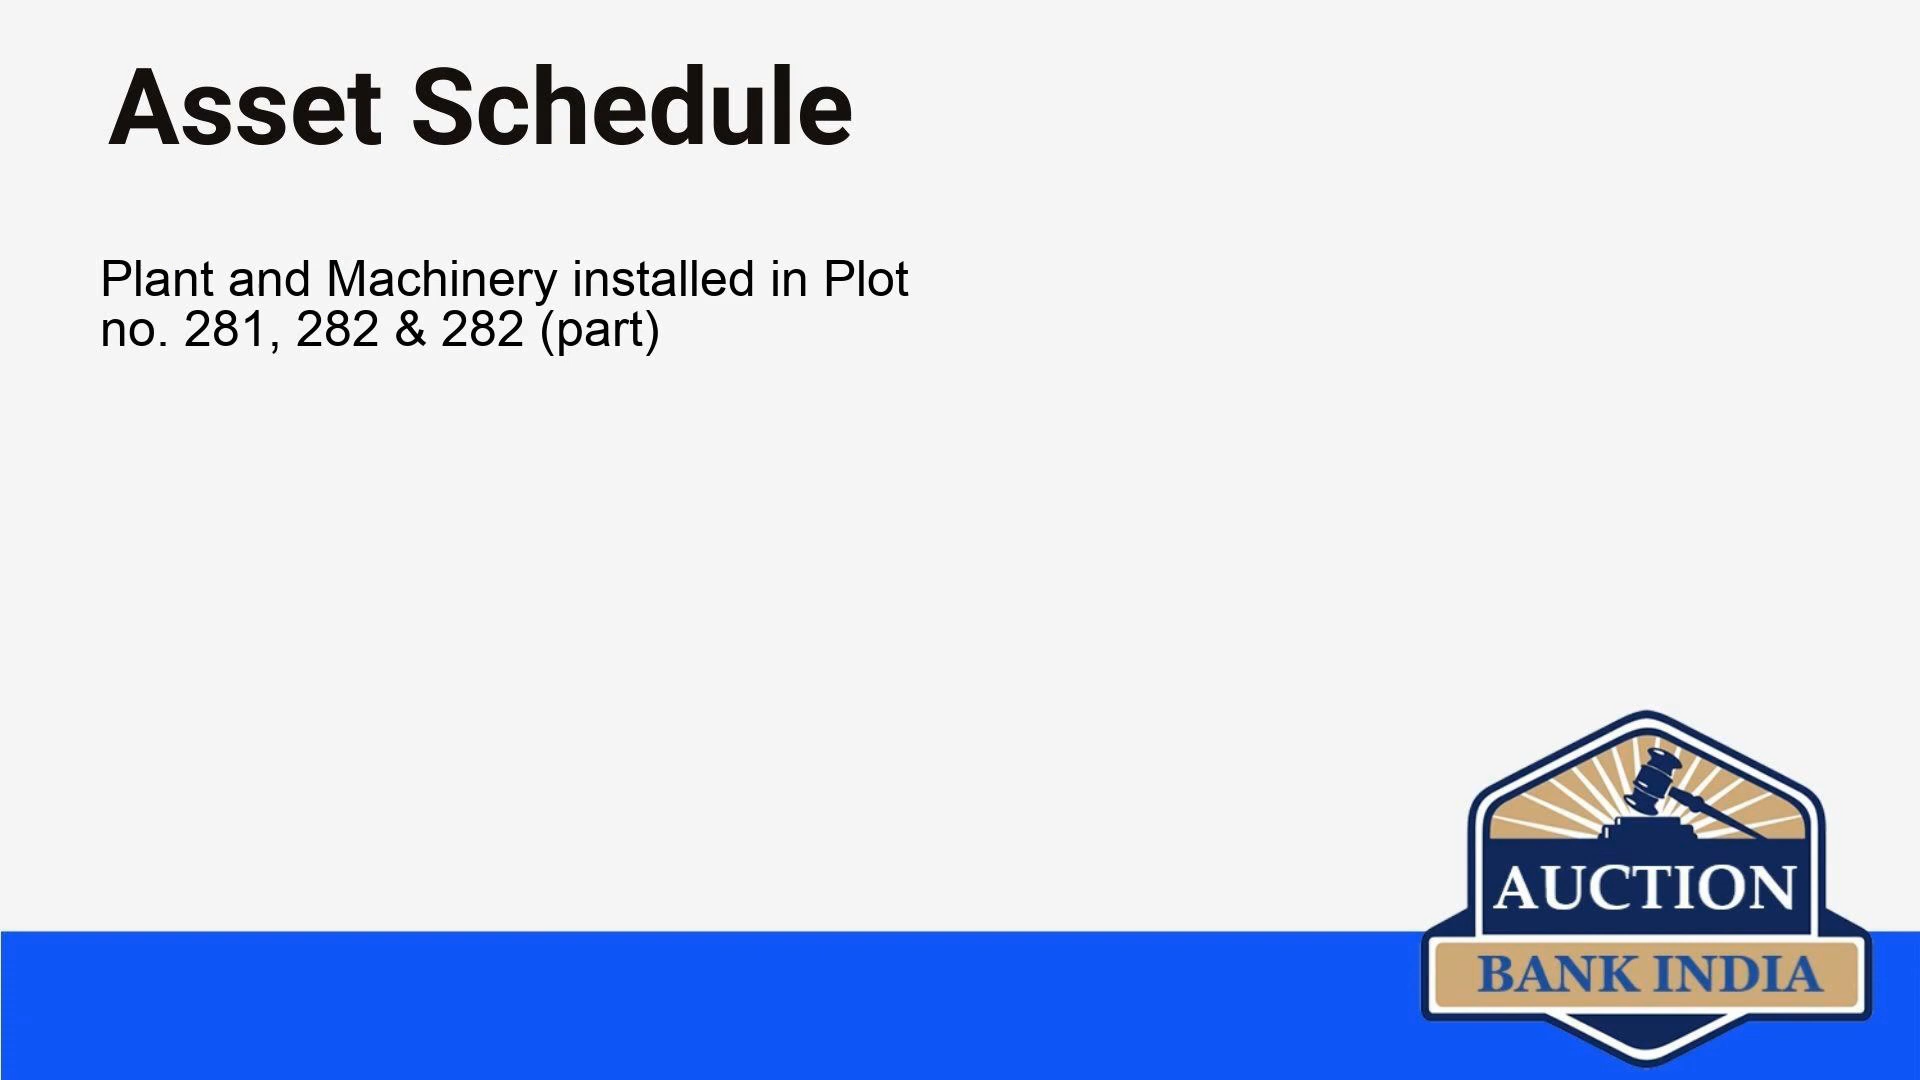 Asset Schedule
Plant and Machinery installed in Plot
no. 281, 282 & 282 (part)
AUCTION
BANK INDIA